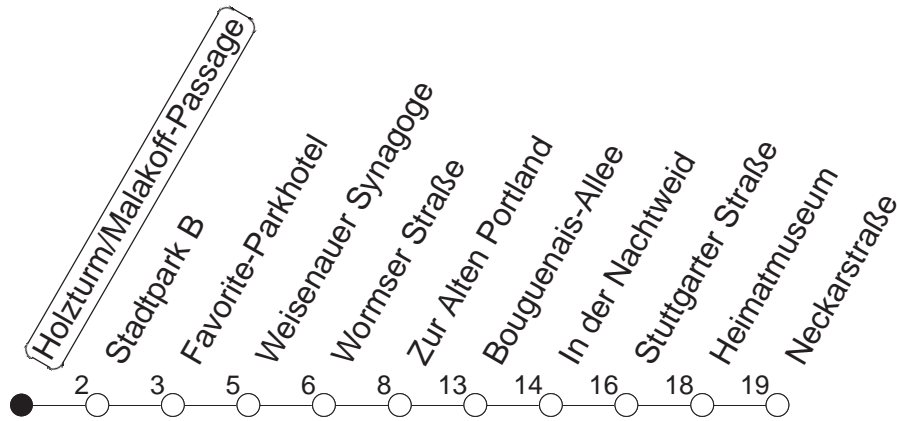 Holzturm/Malakoff-Passage
Stadtpark B
Favorite-Parkhotel
Weisenauer Synagoge
Wormser Straße
Zur Alten Portland
Bouguenais-Allee
In der Nachtweid
Stuttgarter Straße
Heimatmuseum
Neckarstraße
2 3 5 6 8 13 14 16 18 19